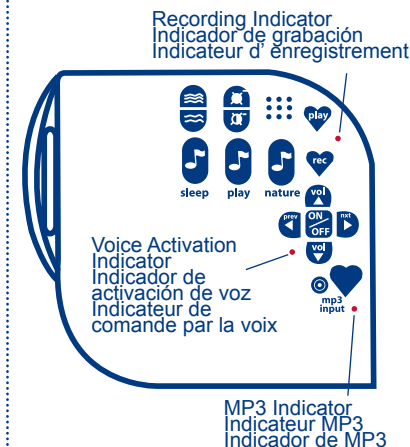 Recording Indicator
Indicador de grabación
Indicateur d' enregistrement
play
rec
sleep play nature
vol
prev ON nxt
OFF
vol
Voice Activation
Indicator
Indicador de
activación de voz
Indicateur de
comande par la voix
mp3
input
MP3 Indicator
Indicateur MP3
Indicador de MP3